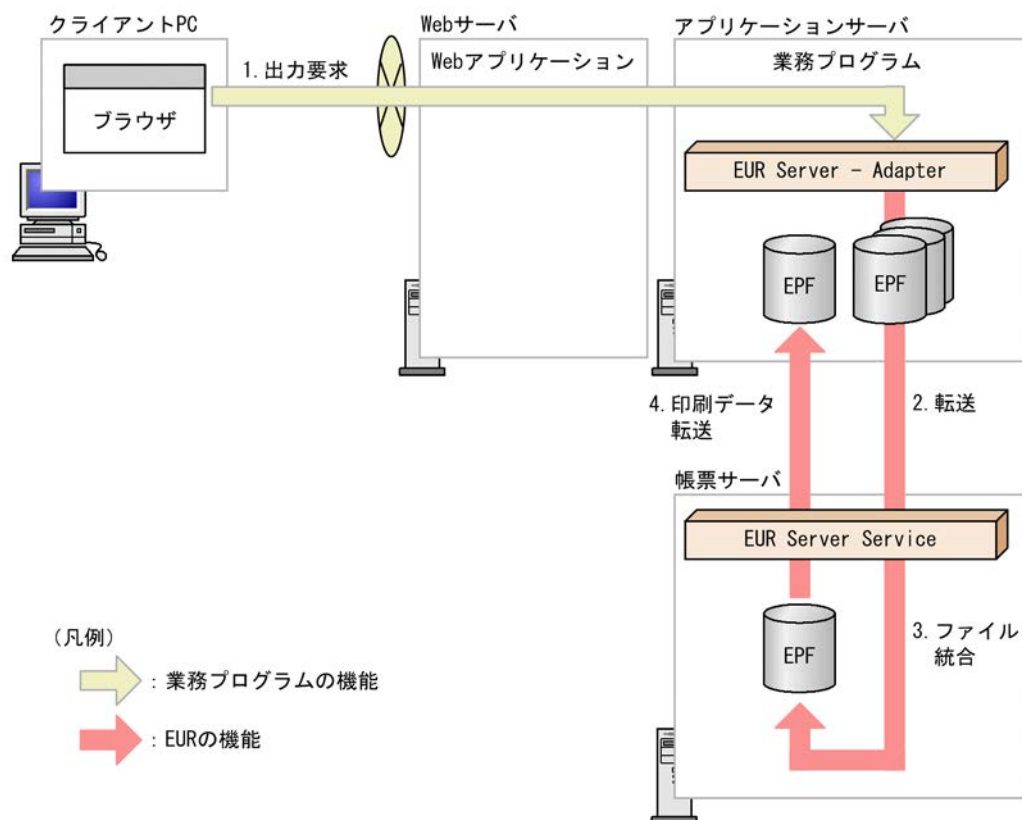 クライアントPC
Webサーバ
アプリケーションサーバ
1. 出力要求
Webアプリケーション
業務プログラム
ブラウザ
EUR Server - Adapter
EPF
EPF
4. 印刷データ
転送
2. 転送
帳票サーバ
EUR Server Service
EPF
3. ファイル
統合
(凡例)
: 業務プログラムの機能
: EURの機能